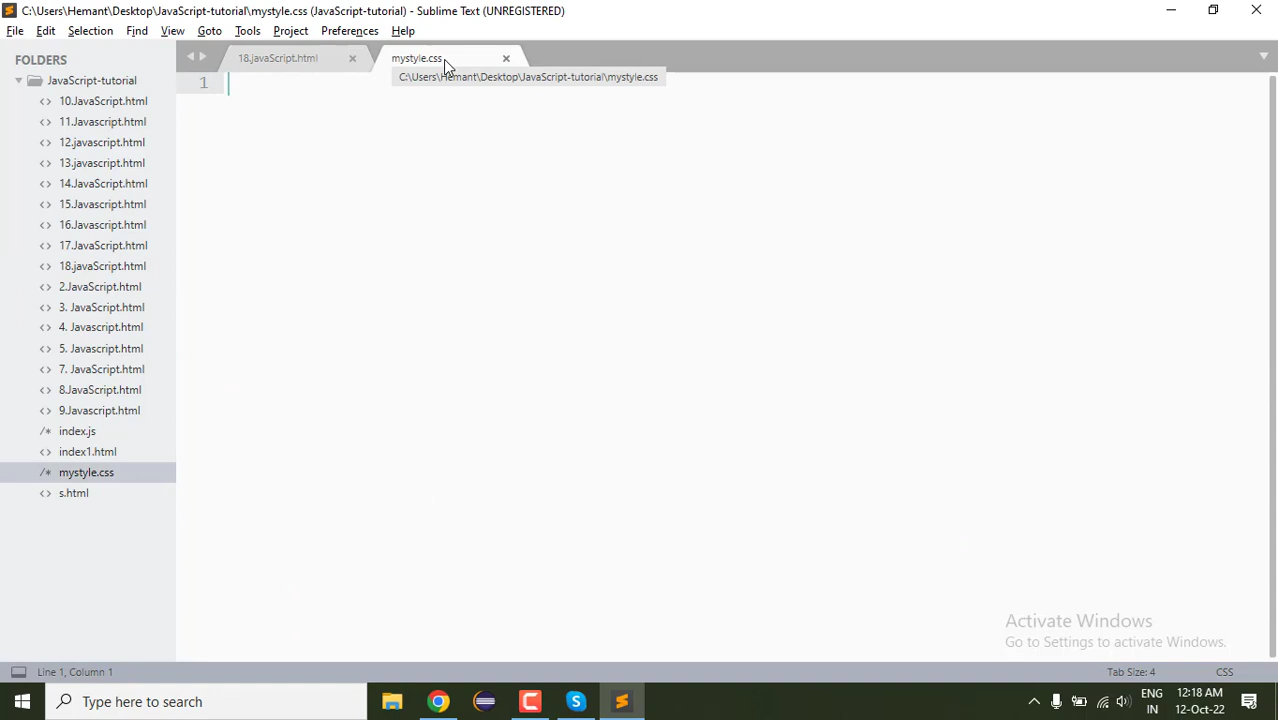 C:\Users\Hemant\Desktop\JavaScript-tutorial\mystyle.css (JavaScript-tutorial) - Sublime Text (UNREGISTERED)
File Edit Selection Find View Goto Tools Project Preferences Help
FOLDERS
JavaScript-tutorial
10.JavaScript.html
11.Javascript.html
12.javascript.html
13.javascript.html
14.JavaScript.html
15.Javascript.html
16.Javascript.html
17.JavaScript.html
18.javaScript.html
2.JavaScript.html
3. JavaScript.html
4. Javascript.html
5. Javascript.html
7. JavaScript.html
8.JavaScript.html
9.Javascript.html
index.js
index1.html
mystyle.css
s.html
18.javaScript.html
mystyle.css
C:\Users\Hemant\Desktop\JavaScript-tutorial\mystyle.css
1
Activate Windows
Go to Settings to activate Windows.
Line 1, Column 1
Tab Size: 4
CSS
Type here to search
ENG
IN
12:18 AM
12-Oct-22